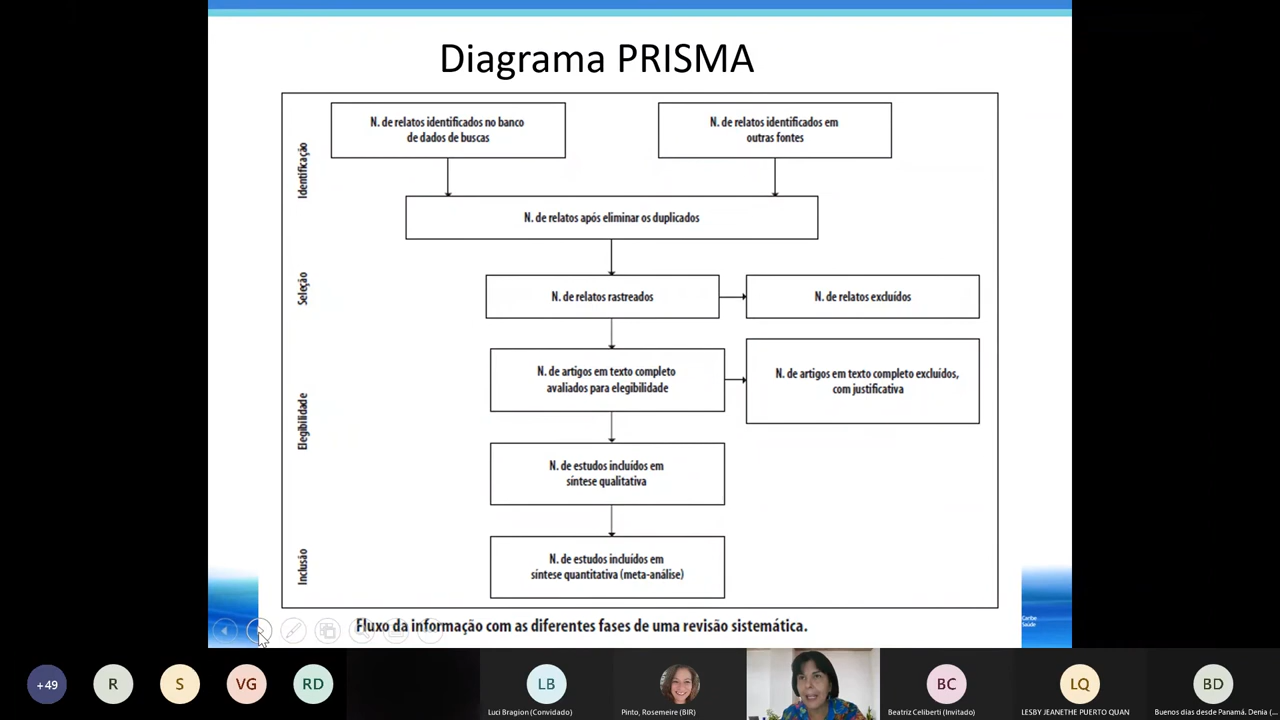 Diagrama PRISMA
Identificação
N. de relatos identificados no banco
de dados de buscas
N. de relatos identificados em
outras fontes
N. de relatos após eliminar os duplicados
Seleção
N. de relatos rastreados
N. de relatos excluídos
Elegibilidade
N. de artigos em texto completo
avaliados para elegibilidade
N. de artigos em texto completo excluídos,
com justificativa
N. de estudos incluídos em
síntese qualitativa
Inclusão
N. de estudos incluídos em
síntese quantitativa (meta-análise)
Fluxo da informação com as diferentes fases de uma revisão sistemática.
Caribe
Saúde
+49
R
S
VG
RD
LB
BC
LQ
BD
Luci Bragion (Convidado)
Pinto, Rosemeire (BIR)
Beatriz Celiberti (Invitado)
LESBY JEANETHE PUERTO QUAN
Buenos dias desde Panamá, Denia (...